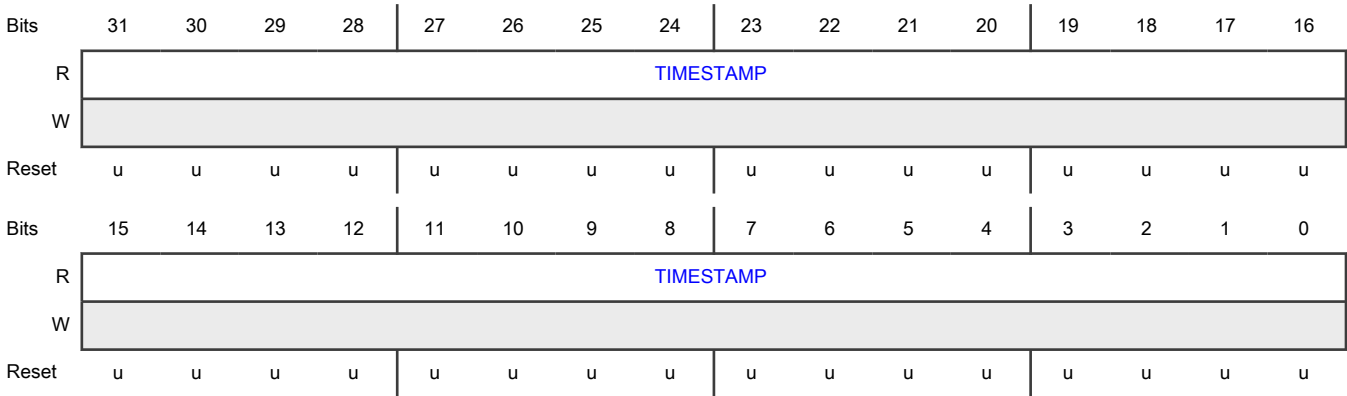 Bits 31 30 29 28 27 26 25 24 23 22 21 20 19 18 17 16
R TIMESTAMP
W
Reset u u u u u u u u u u u u u u u u
Bits 15 14 13 12 11 10 9 8 7 6 5 4 3 2 1 0
R TIMESTAMP
W
Reset u u u u u u u u u u u u u u u u